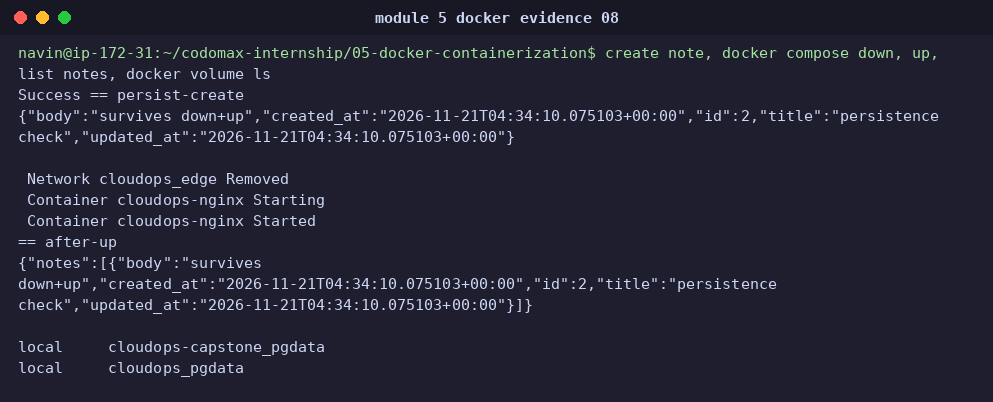 module 5 docker evidence 08
navin@ip-172-31:~/codomax-internship/05-docker-containerization$ create note, docker compose down, up,
list notes, docker volume ls
Success == persist-create
{"body":"survives down+up","created_at":"2026-11-21T04:34:10.075103+00:00","id":2,"title":"persistence
check","updated_at":"2026-11-21T04:34:10.075103+00:00"}
Network cloudops_edge Removed
Container cloudops-nginx Starting
Container cloudops-nginx Started
== after-up
{"notes":[{"body":"survives
down+up","created_at":"2026-11-21T04:34:10.075103+00:00","id":2,"title":"persistence
check","updated_at":"2026-11-21T04:34:10.075103+00:00"}]}
local     cloudops-capstone_pgdata
local     cloudops_pgdata